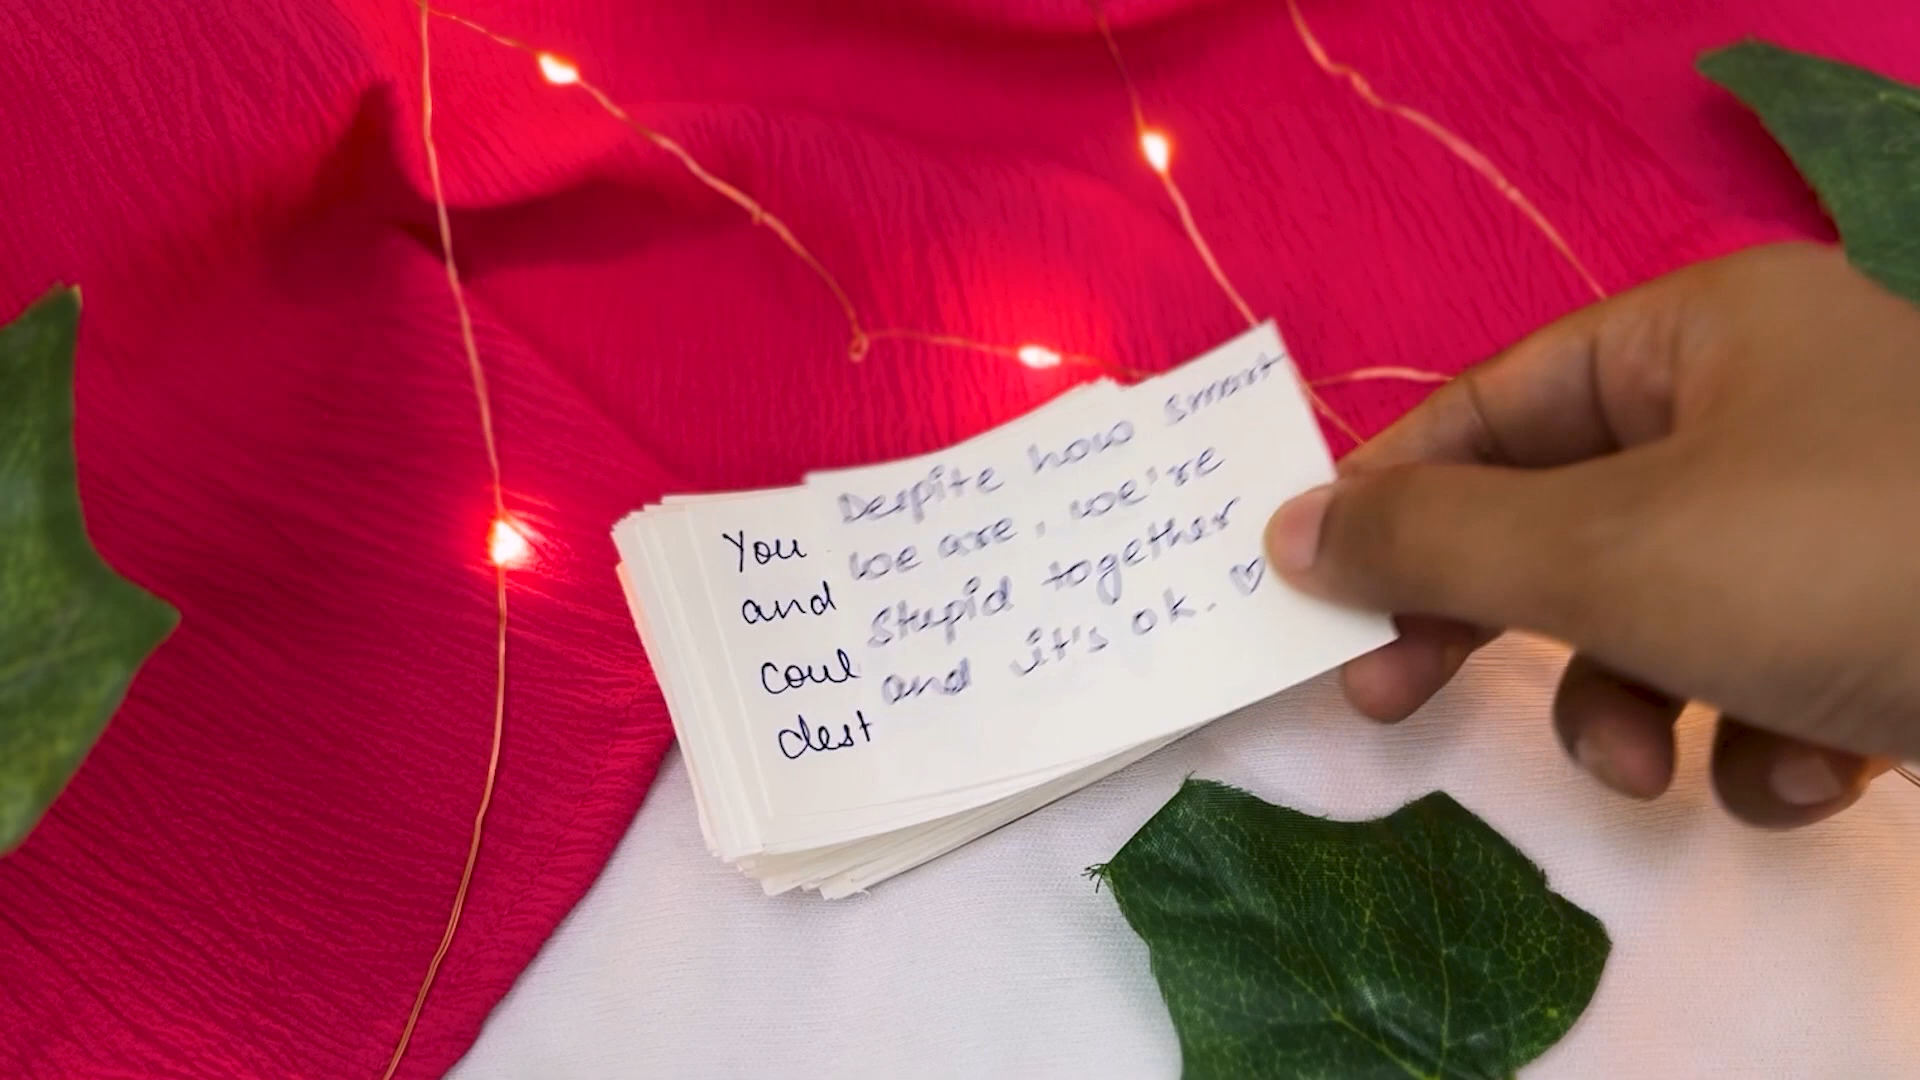 Despite how smart
we are, we're
stupid together
and it's ok. ♡
You
and
coul
dest